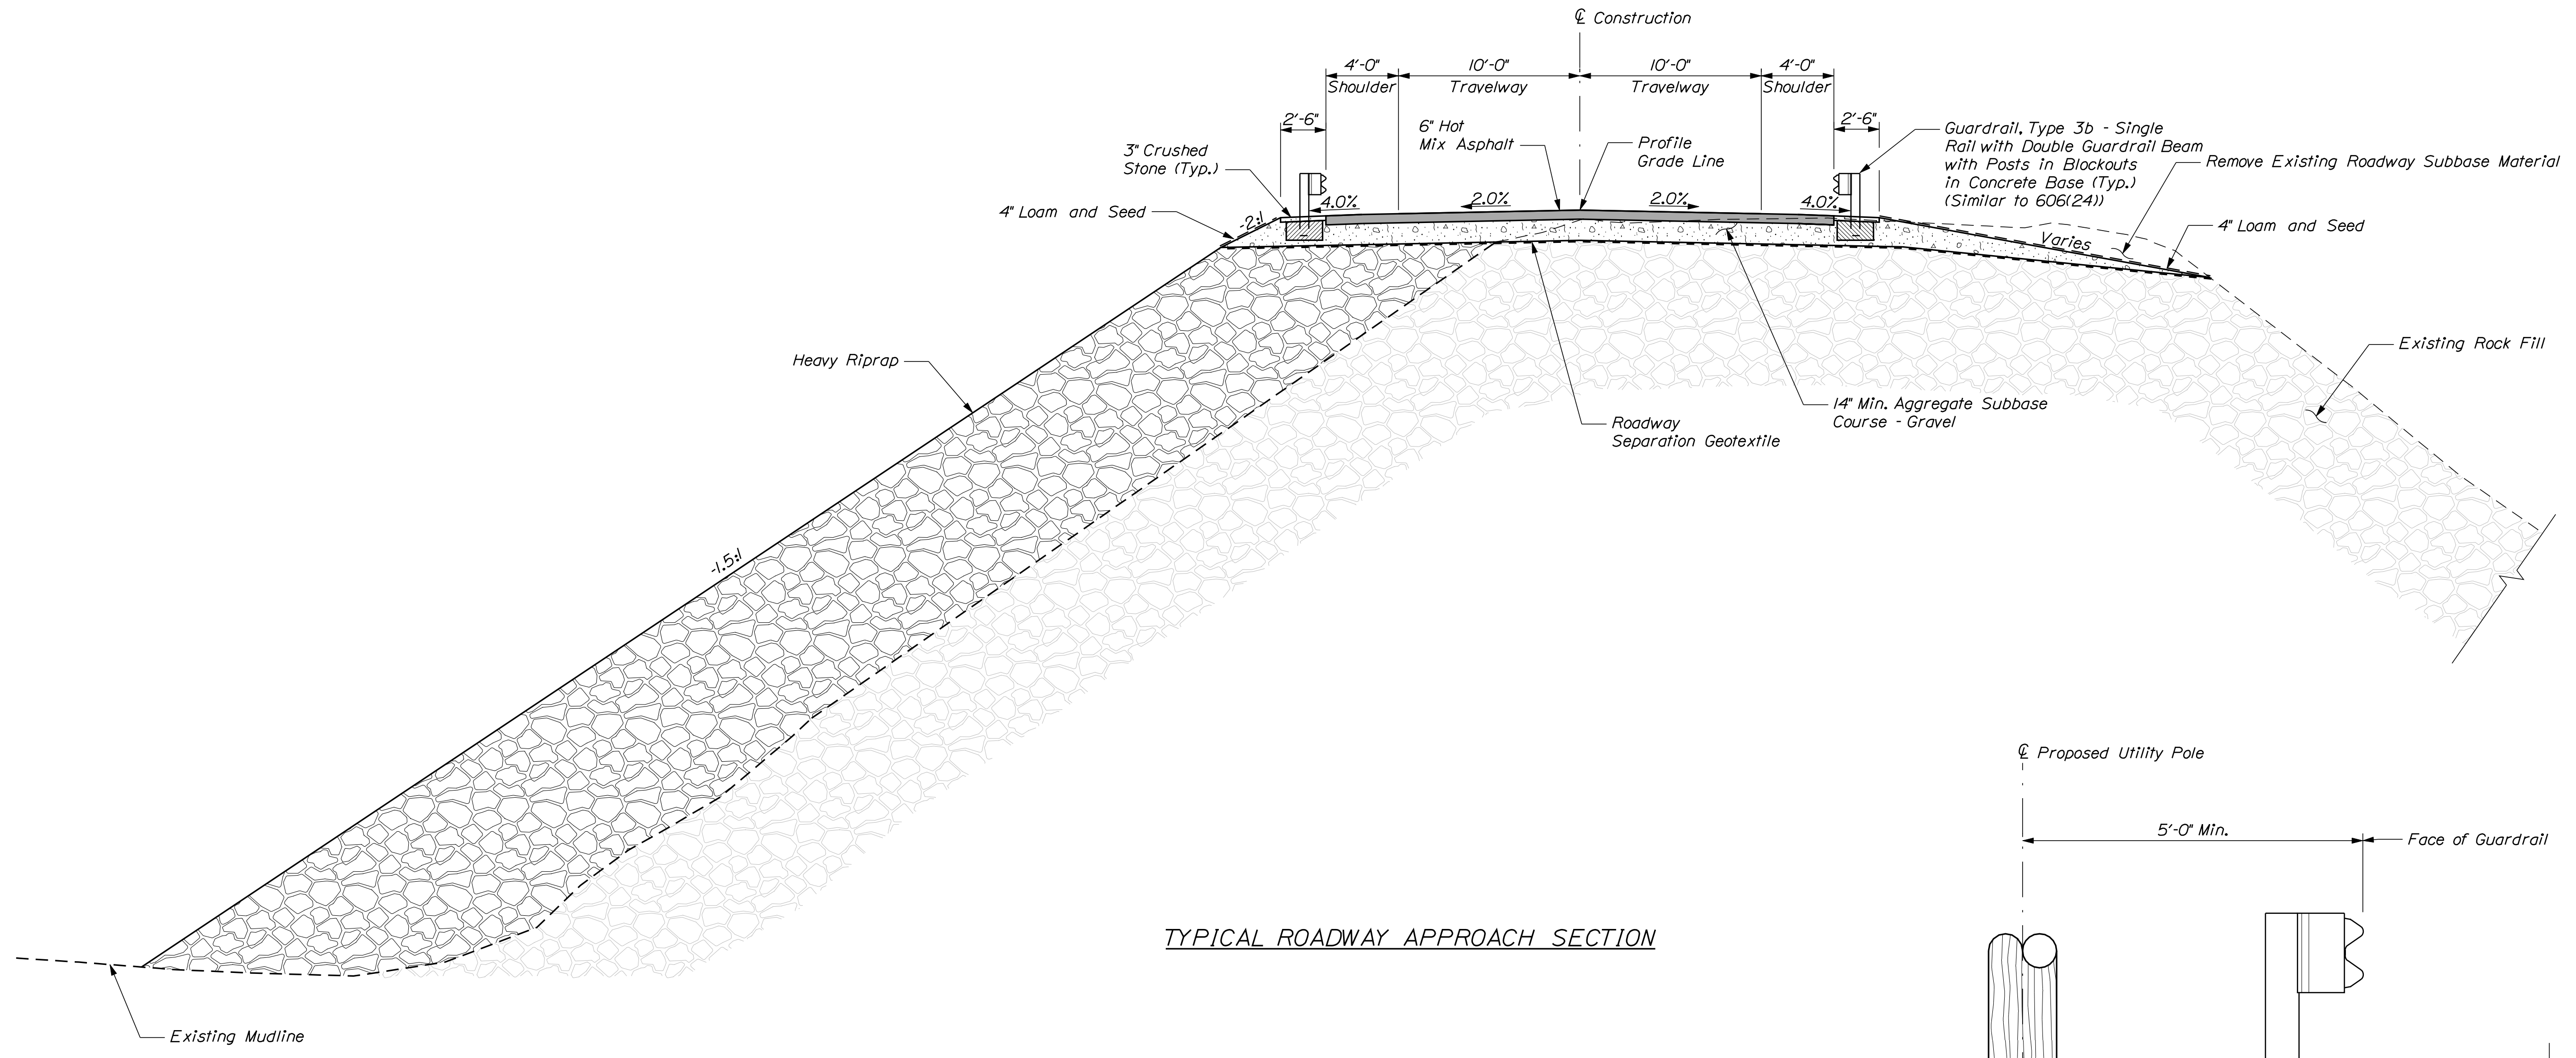 ℄ Construction
4'-0"
10'-0"
10'-0"
4'-0"
Shoulder
Travelway
Travelway
Shoulder
2'-6"
2'-6"
6" Hot
Mix Asphalt
Profile
Grade Line
3" Crushed
Stone (Typ.)
Guardrail, Type 3b - Single
Rail with Double Guardrail Beam
with Posts in Blockouts
in Concrete Base (Typ.)
(Similar to 606(24))
Remove Existing Roadway Subbase Material
4.0%
2.0%
2.0%
4.0%
4" Loam and Seed
-2:1
Varies
4" Loam and Seed
Heavy Riprap
Existing Rock Fill
14" Min. Aggregate Subbase
Course - Gravel
Roadway
Separation Geotextile
-1.5:1
℄ Proposed Utility Pole
5'-0" Min.
Face of Guardrail
TYPICAL ROADWAY APPROACH SECTION
Existing Mudline